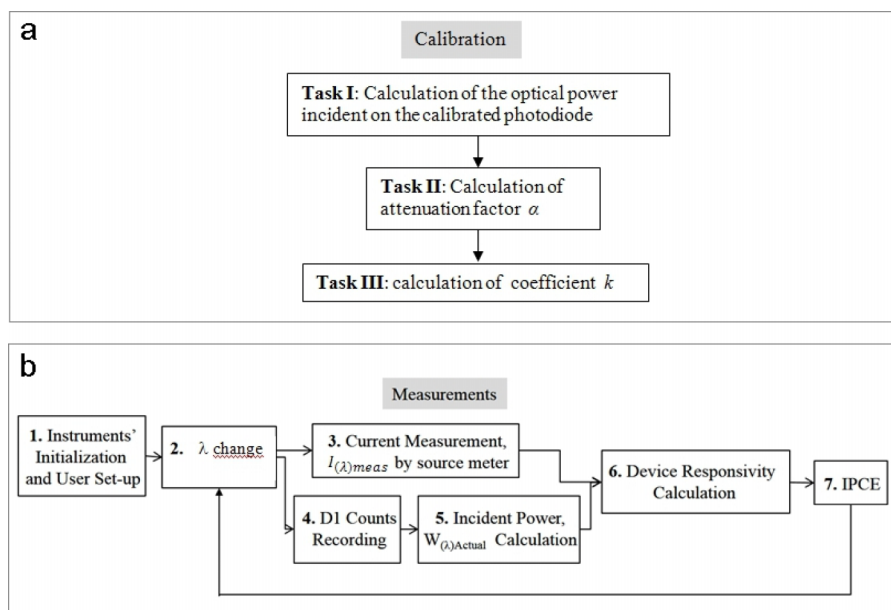 a
Calibration
Task I: Calculation of the optical power
incident on the calibrated photodiode
Task II: Calculation of
attenuation factor α
Task III: calculation of coefficient k
b
Measurements
1. Instruments’
Initialization
and User Set-up
2. λ change
3. Current Measurement,
I(λ)meas by source meter
4. D1 Counts
Recording
5. Incident Power,
W(λ)Actual Calculation
6. Device Responsivity
Calculation
7. IPCE